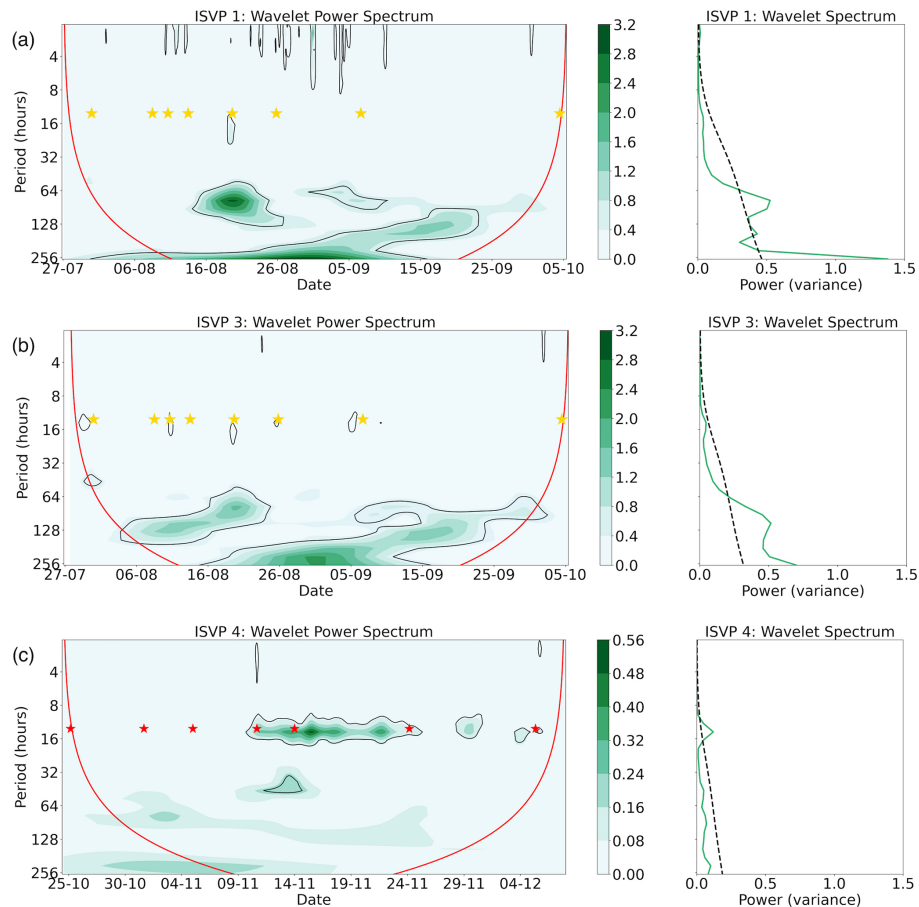 (a)
ISVP 1: Wavelet Power Spectrum
Period (hours)
4
8
16
32
64
128
256
27-07 06-08 16-08 26-08 05-09 15-09 25-09 05-10
Date
3.2
2.8
2.4
2.0
1.6
1.2
0.8
0.4
0.0
ISVP 1: Wavelet Spectrum
0.0 0.5 1.0 1.5
Power (variance)
(b)
ISVP 3: Wavelet Power Spectrum
Period (hours)
4
8
16
32
64
128
256
27-07 06-08 16-08 26-08 05-09 15-09 25-09 05-10
Date
3.2
2.8
2.4
2.0
1.6
1.2
0.8
0.4
0.0
ISVP 3: Wavelet Spectrum
0.0 0.5 1.0 1.5
Power (variance)
(c)
ISVP 4: Wavelet Power Spectrum
Period (hours)
4
8
16
32
64
128
256
25-10 30-10 04-11 09-11 14-11 19-11 24-11 29-11 04-12
Date
0.56
0.48
0.40
0.32
0.24
0.16
0.08
0.00
ISVP 4: Wavelet Spectrum
0.0 0.5 1.0 1.5
Power (variance)